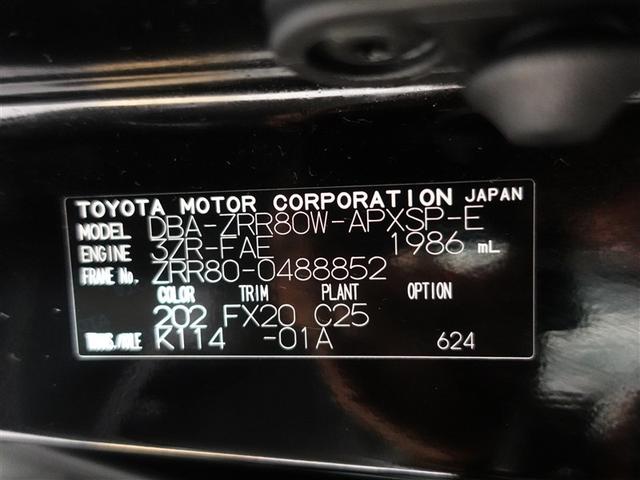 TOYOTA MOTOR CORPORATION JAPAN
MODEL DBA-ZRR80W-APXSP-E
ENGINE 3ZR-FAE 1986 mL
FRAME No. ZRR80-0488852
COLOR TRIM PLANT OPTION
202 FX20 C25
TRANS./AXLE K114 -01A 624